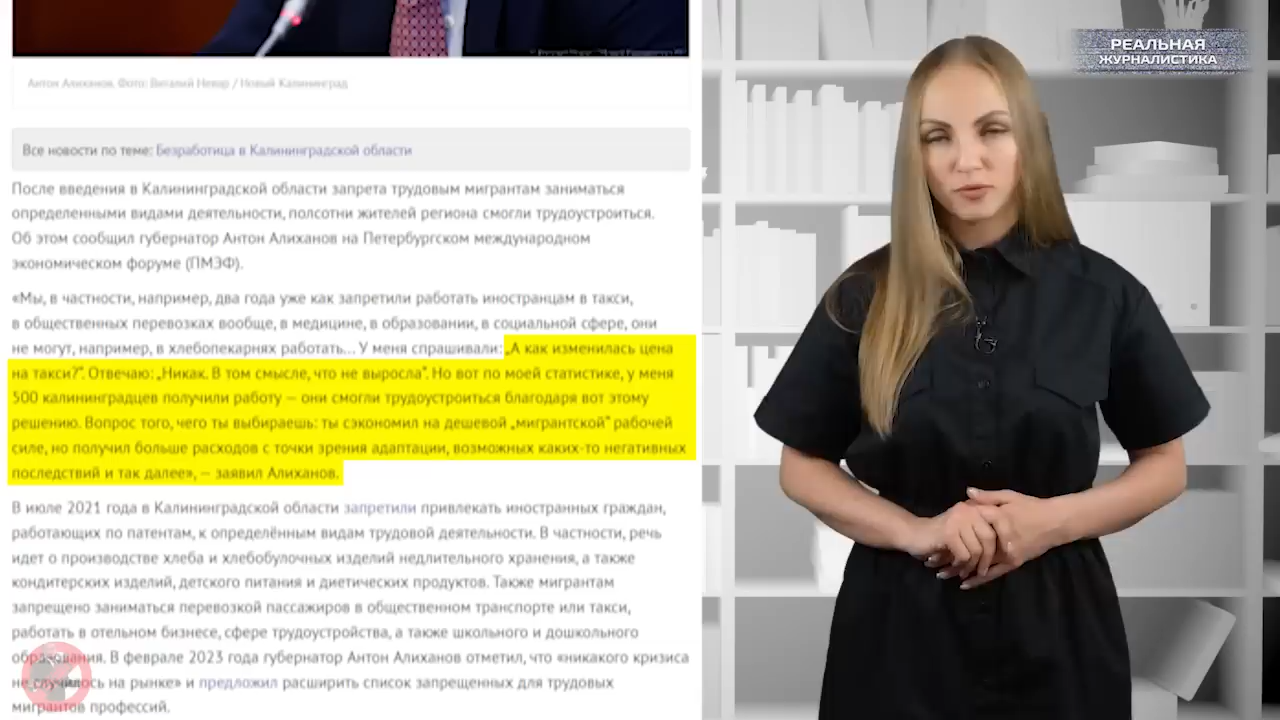 РЕАЛЬНАЯ
ЖУРНАЛИСТИКА
Антон Алиханов. Фото: Виталий Невар / Новый Калининград
Все новости по теме: Безработица в Калининградской области
После введения в Калининградской области запрета трудовым мигрантам заниматься
определенными видами деятельности, полсотни жителей региона смогли трудоустроиться.
Об этом сообщил губернатор Антон Алиханов на Петербургском международном
экономическом форуме (ПМЭФ).
«Мы, в частности, например, два года уже как запретили работать иностранцам в такси,
в общественных перевозках вообще, в медицине, в образовании, в социальной сфере, они
не могут, например, в хлебопекарнях работать... У меня спрашивали: „А как изменилась цена
на такси?“. Отвечаю: „Никак. В том смысле, что не выросла“. Но вот по моей статистике, у меня
500 калининградцев получили работу — они смогли трудоустроиться благодаря вот этому
решению. Вопрос того, чего ты выбираешь: ты сэкономил на дешевой „мигрантской“ рабочей
силе, но получил больше расходов с точки зрения адаптации, возможных каких-то негативных
последствий и так далее», — заявил Алиханов.
В июле 2021 года в Калининградской области запретили привлекать иностранных граждан,
работающих по патентам, к определённым видам трудовой деятельности. В частности, речь
идет о производстве хлеба и хлебобулочных изделий недлительного хранения, а также
кондитерских изделий, детского питания и диетических продуктов. Также мигрантам
запрещено заниматься перевозкой пассажиров в общественном транспорте или такси,
работать в отельном бизнесе, сфере трудоустройства, а также школьного и дошкольного
образования. В феврале 2023 года губернатор Антон Алиханов отметил, что «никакого кризиса
не случилось на рынке» и предложил расширить список запрещенных для трудовых
мигрантов профессий.